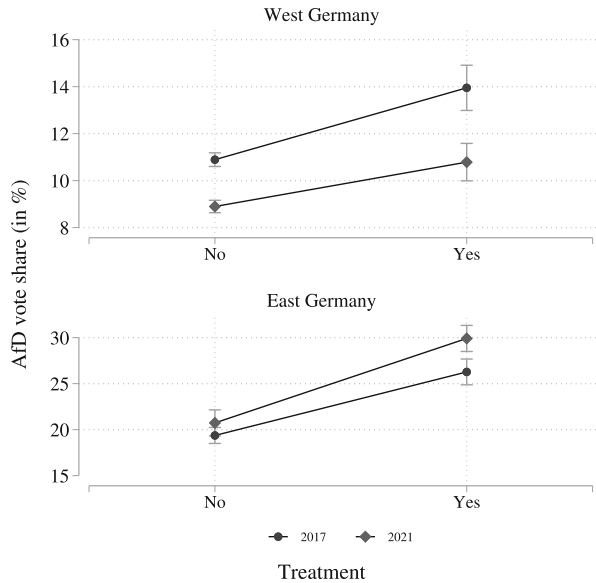 West Germany
16
14
12
10
8
No Yes
AfD vote share (in %)
East Germany
30
25
20
15
No Yes
2017 2021
Treatment